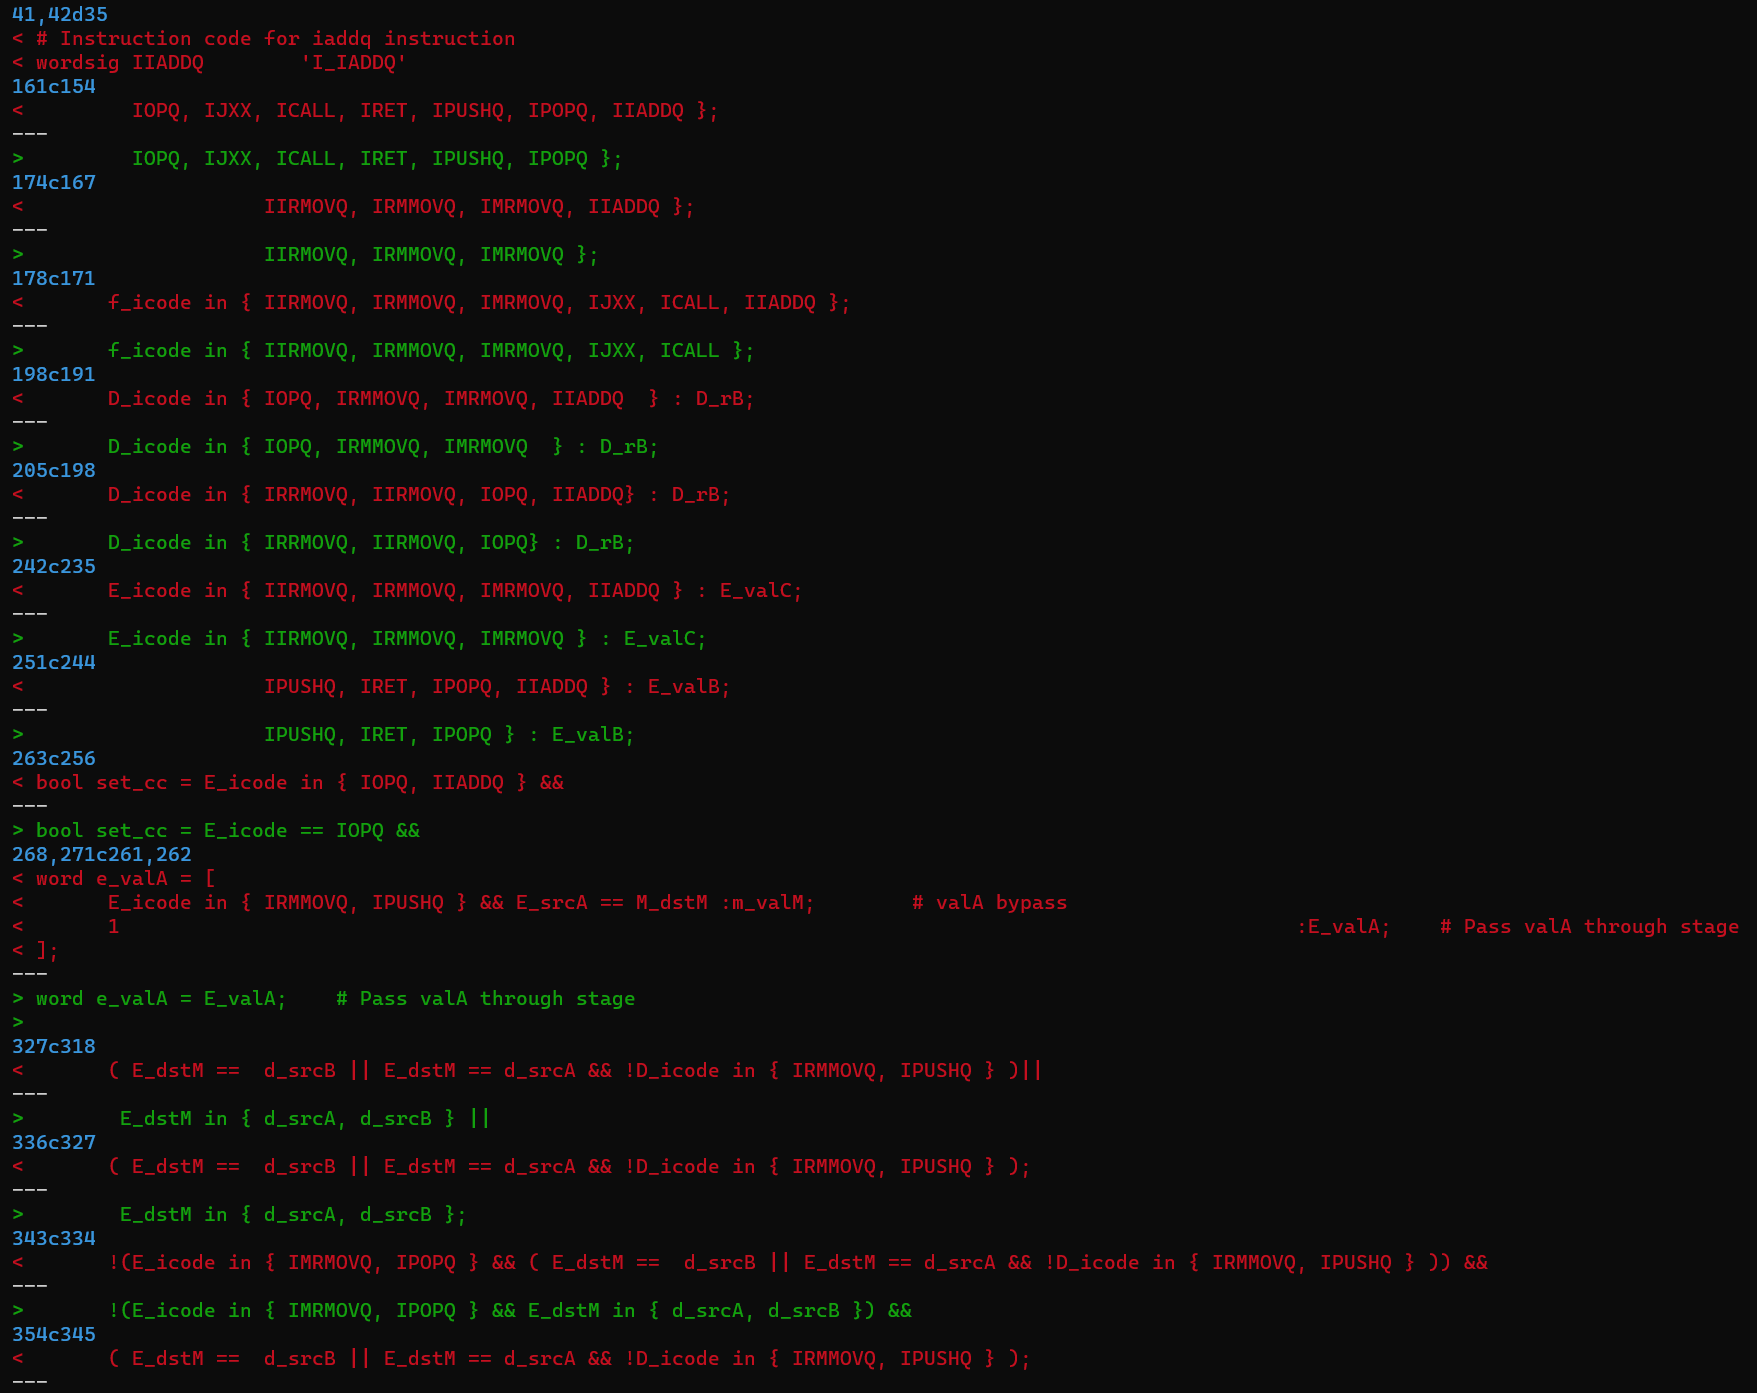 41,42d35
< # Instruction code for iaddq instruction
< wordsig IIADDQ        'I_IADDQ'
161c154
<         IOPQ, IJXX, ICALL, IRET, IPUSHQ, IPOPQ, IIADDQ };
---
>         IOPQ, IJXX, ICALL, IRET, IPUSHQ, IPOPQ };
174c167
<                    IIRMOVQ, IRMMOVQ, IMRMOVQ, IIADDQ };
---
>                    IIRMOVQ, IRMMOVQ, IMRMOVQ };
178c171
<       f_icode in { IIRMOVQ, IRMMOVQ, IMRMOVQ, IJXX, ICALL, IIADDQ };
---
>       f_icode in { IIRMOVQ, IRMMOVQ, IMRMOVQ, IJXX, ICALL };
198c191
<       D_icode in { IOPQ, IRMMOVQ, IMRMOVQ, IIADDQ  } : D_rB;
---
>       D_icode in { IOPQ, IRMMOVQ, IMRMOVQ  } : D_rB;
205c198
<       D_icode in { IRRMOVQ, IIRMOVQ, IOPQ, IIADDQ} : D_rB;
---
>       D_icode in { IRRMOVQ, IIRMOVQ, IOPQ} : D_rB;
242c235
<       E_icode in { IIRMOVQ, IRMMOVQ, IMRMOVQ, IIADDQ } : E_valC;
---
>       E_icode in { IIRMOVQ, IRMMOVQ, IMRMOVQ } : E_valC;
251c244
<                    IPUSHQ, IRET, IPOPQ, IIADDQ } : E_valB;
---
>                    IPUSHQ, IRET, IPOPQ } : E_valB;
263c256
< bool set_cc = E_icode in { IOPQ, IIADDQ } &&
---
> bool set_cc = E_icode == IOPQ &&
268,271c261,262
< word e_valA = [
<       E_icode in { IRMMOVQ, IPUSHQ } && E_srcA == M_dstM :m_valM;        # valA bypass
<       1                                                                                                  :E_valA;    # Pass valA through stage
< ];
---
> word e_valA = E_valA;    # Pass valA through stage
>
327c318
<       ( E_dstM ==  d_srcB || E_dstM == d_srcA && !D_icode in { IRMMOVQ, IPUSHQ } )||
---
>        E_dstM in { d_srcA, d_srcB } ||
336c327
<       ( E_dstM ==  d_srcB || E_dstM == d_srcA && !D_icode in { IRMMOVQ, IPUSHQ } );
---
>        E_dstM in { d_srcA, d_srcB };
343c334
<       !(E_icode in { IMRMOVQ, IPOPQ } && ( E_dstM ==  d_srcB || E_dstM == d_srcA && !D_icode in { IRMMOVQ, IPUSHQ } )) &&
---
>       !(E_icode in { IMRMOVQ, IPOPQ } && E_dstM in { d_srcA, d_srcB }) &&
354c345
<       ( E_dstM ==  d_srcB || E_dstM == d_srcA && !D_icode in { IRMMOVQ, IPUSHQ } );
---